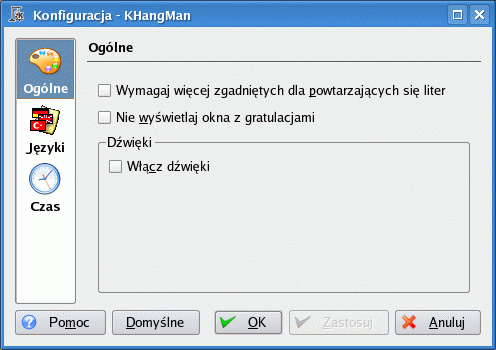 Konfiguracja - KHangMan
Ogólne
Języki
Czas
Ogólne
Wymagaj więcej zgadniętych dla powtarzających się liter
Nie wyświetlaj okna z gratulacjami
Dźwięki
Włącz dźwięki
Pomoc
Domyślne
OK
Zastosuj
Anuluj